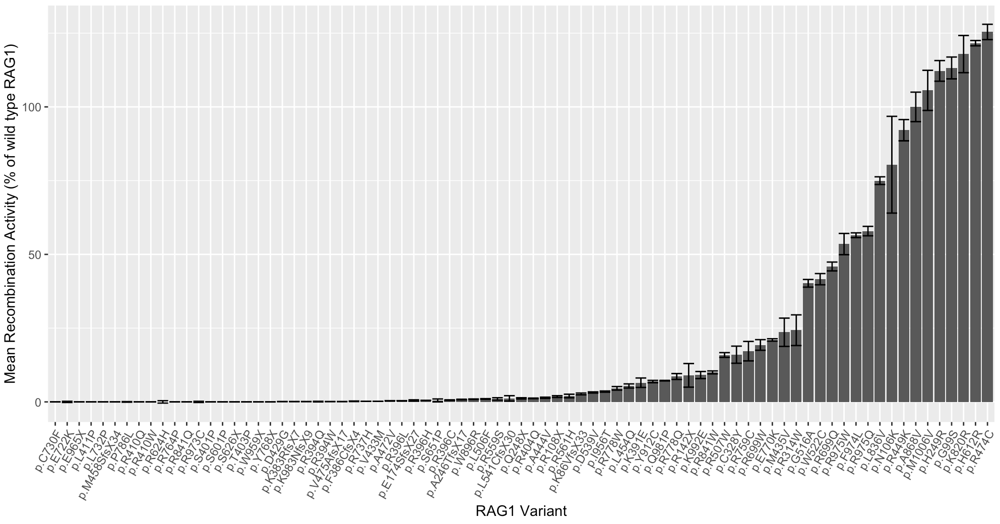 Mean Recombination Activity (% of wild type RAG1)
100
50
0
p.C730F
p.E722K
p.E965X
p.L411P
p.L732P
p.M458SfsX34
p.P786L
p.R410Q
p.R410W
p.R624H
p.R764P
p.R841Q
p.R973C
p.S401P
p.S601P
p.S626X
p.T403P
p.W959X
p.Y768X
p.D429G
p.K383RfsX7
p.K983NfsX9
p.R394Q
p.R394W
p.V475AfsX17
p.F386CfsX4
p.R737H
p.V433M
p.A472V
p.R396L
p.E174SfsX27
p.R396H
p.S651P
p.R396C
p.A246TfsX17
p.W896R
p.L506F
p.R559S
p.L541CfsX30
p.Q248X
p.R404Q
p.A444V
p.R108X
p.R561H
p.K86VfsX33
p.D539V
p.I956T
p.R778W
p.L454Q
p.K391E
p.Y912C
p.Q981P
p.R778Q
p.R142X
p.K992E
p.R841W
p.R507W
p.C328Y
p.R759C
p.R699W
p.E770K
p.M435V
p.R314W
p.G516A
p.W522C
p.R699Q
p.R975W
p.F974L
p.R975Q
p.L836V
p.N106K
p.R449K
p.A868V
p.M1006V
p.H249R
p.G99S
p.K820R
p.H612R
p.R474C
RAG1 Variant